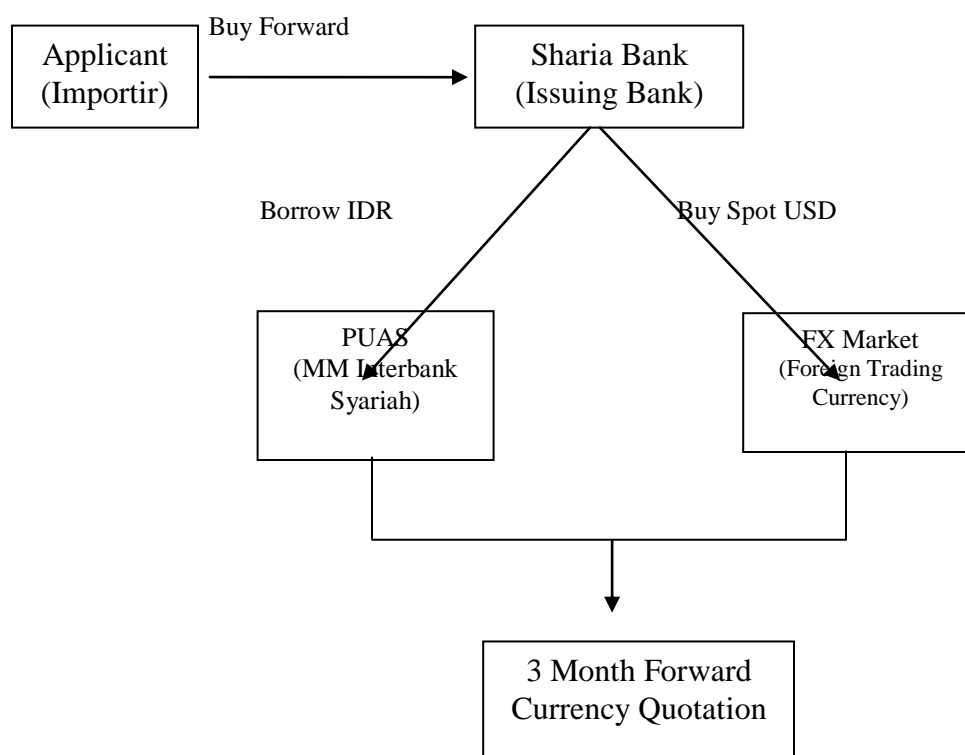 Buy Forward
Applicant
(Importir)
Sharia Bank
(Issuing Bank)
Borrow IDR
Buy Spot USD
PUAS
(MM Interbank
Syariah)
FX Market
(Foreign Trading
Currency)
3 Month Forward
Currency Quotation